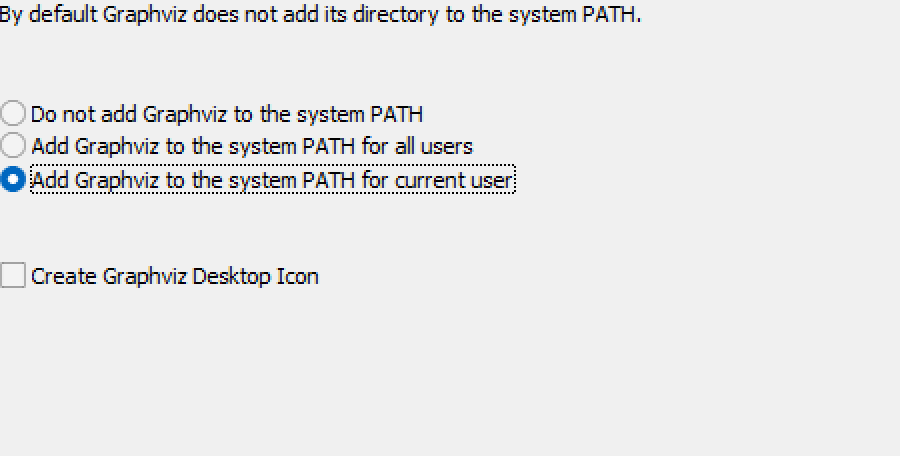 By default Graphviz does not add its directory to the system PATH.
Do not add Graphviz to the system PATH
Add Graphviz to the system PATH for all users
Add Graphviz to the system PATH for current user
Create Graphviz Desktop Icon